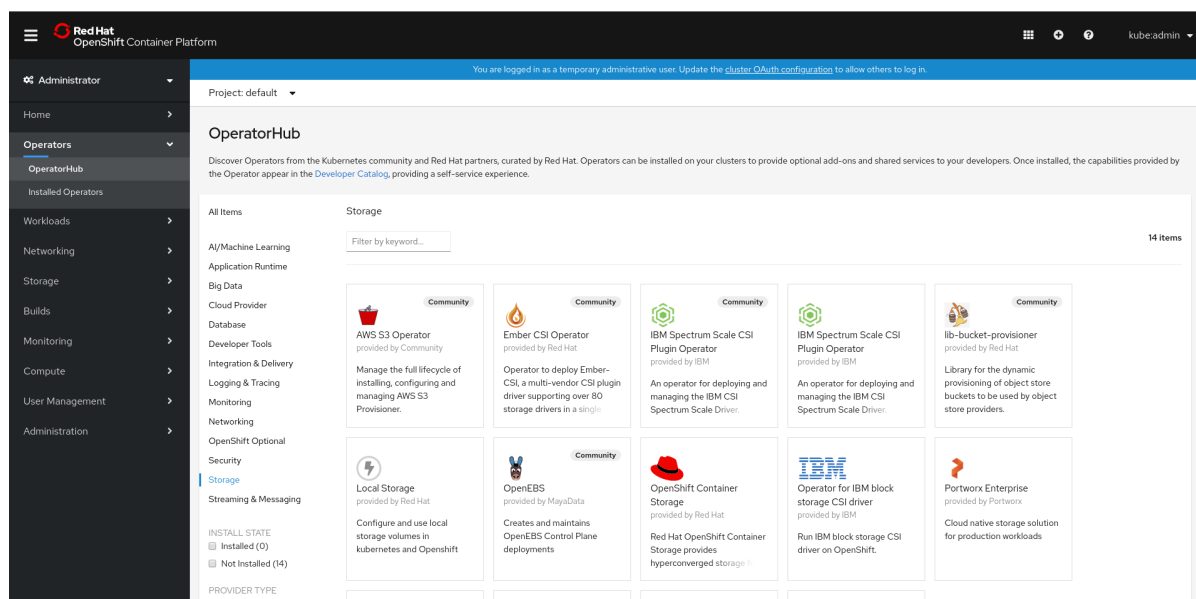 Red Hat
OpenShift Container Platform
kube:admin
Administrator
You are logged in as a temporary administrative user. Update the cluster OAuth configuration to allow others to log in.
Project: default
Home
Operators
OperatorHub
Installed Operators
Workloads
Networking
Storage
Builds
Monitoring
Compute
User Management
Administration
OperatorHub
Discover Operators from the Kubernetes community and Red Hat partners, curated by Red Hat. Operators can be installed on your clusters to provide optional add-ons and shared services to your developers. Once installed, the capabilities provided by
the Operator appear in the Developer Catalog, providing a self-service experience.
All Items
AI/Machine Learning
Application Runtime
Big Data
Cloud Provider
Database
Developer Tools
Integration & Delivery
Logging & Tracing
Monitoring
Networking
OpenShift Optional
Security
Storage
Streaming & Messaging
INSTALL STATE
Installed (0)
Not Installed (14)
PROVIDER TYPE
Storage
Filter by keyword...
14 items
Community
AWS S3 Operator
provided by Community
Manage the full lifecycle of
installing, configuring and
managing AWS S3
Provisioner.
Community
Ember CSI Operator
provided by Red Hat
Operator to deploy Ember-
CSI, a multi-vendor CSI plugin
driver supporting over 80
storage drivers in a single
Community
IBM Spectrum Scale CSI
Plugin Operator
provided by IBM
An operator for deploying and
managing the IBM CSI
Spectrum Scale Driver.
IBM Spectrum Scale CSI
Plugin Operator
provided by IBM
An operator for deploying and
managing the IBM CSI
Spectrum Scale Driver.
Community
lib-bucket-provisioner
provided by Red Hat
Library for the dynamic
provisioning of object store
buckets to be used by object
store providers.
Local Storage
provided by Red Hat
Configure and use local
storage volumes in
kubernetes and Openshift
Community
OpenEBS
provided by MayaData
Creates and maintains
OpenEBS Control Plane
deployments
OpenShift Container
Storage
provided by Red Hat
Red Hat OpenShift Container
Storage provides
hyperconverged storage
IBM
Operator for IBM block
storage CSI driver
provided by IBM
Run IBM block storage CSI
driver on OpenShift.
Portworx Enterprise
provided by Portworx
Cloud native storage solution
for production workloads